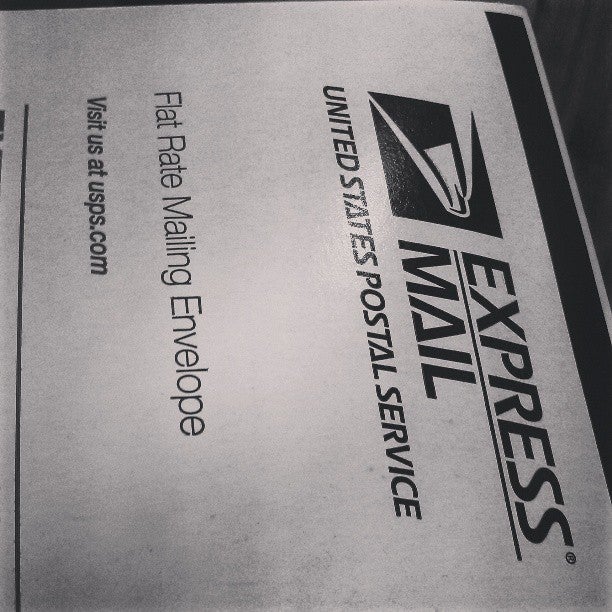 EXPRESS®
MAIL
UNITED STATES POSTAL SERVICE
Flat Rate Mailing Envelope
Visit us at usps.com